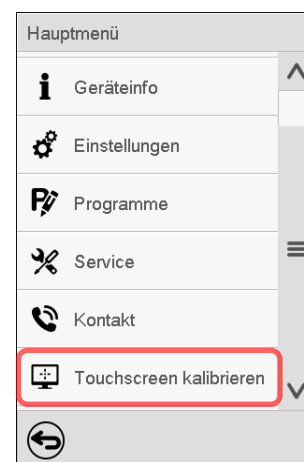 Hauptmenü
Geräteinfo
Einstellungen
Programme
Service
Kontakt
Touchscreen kalibrieren